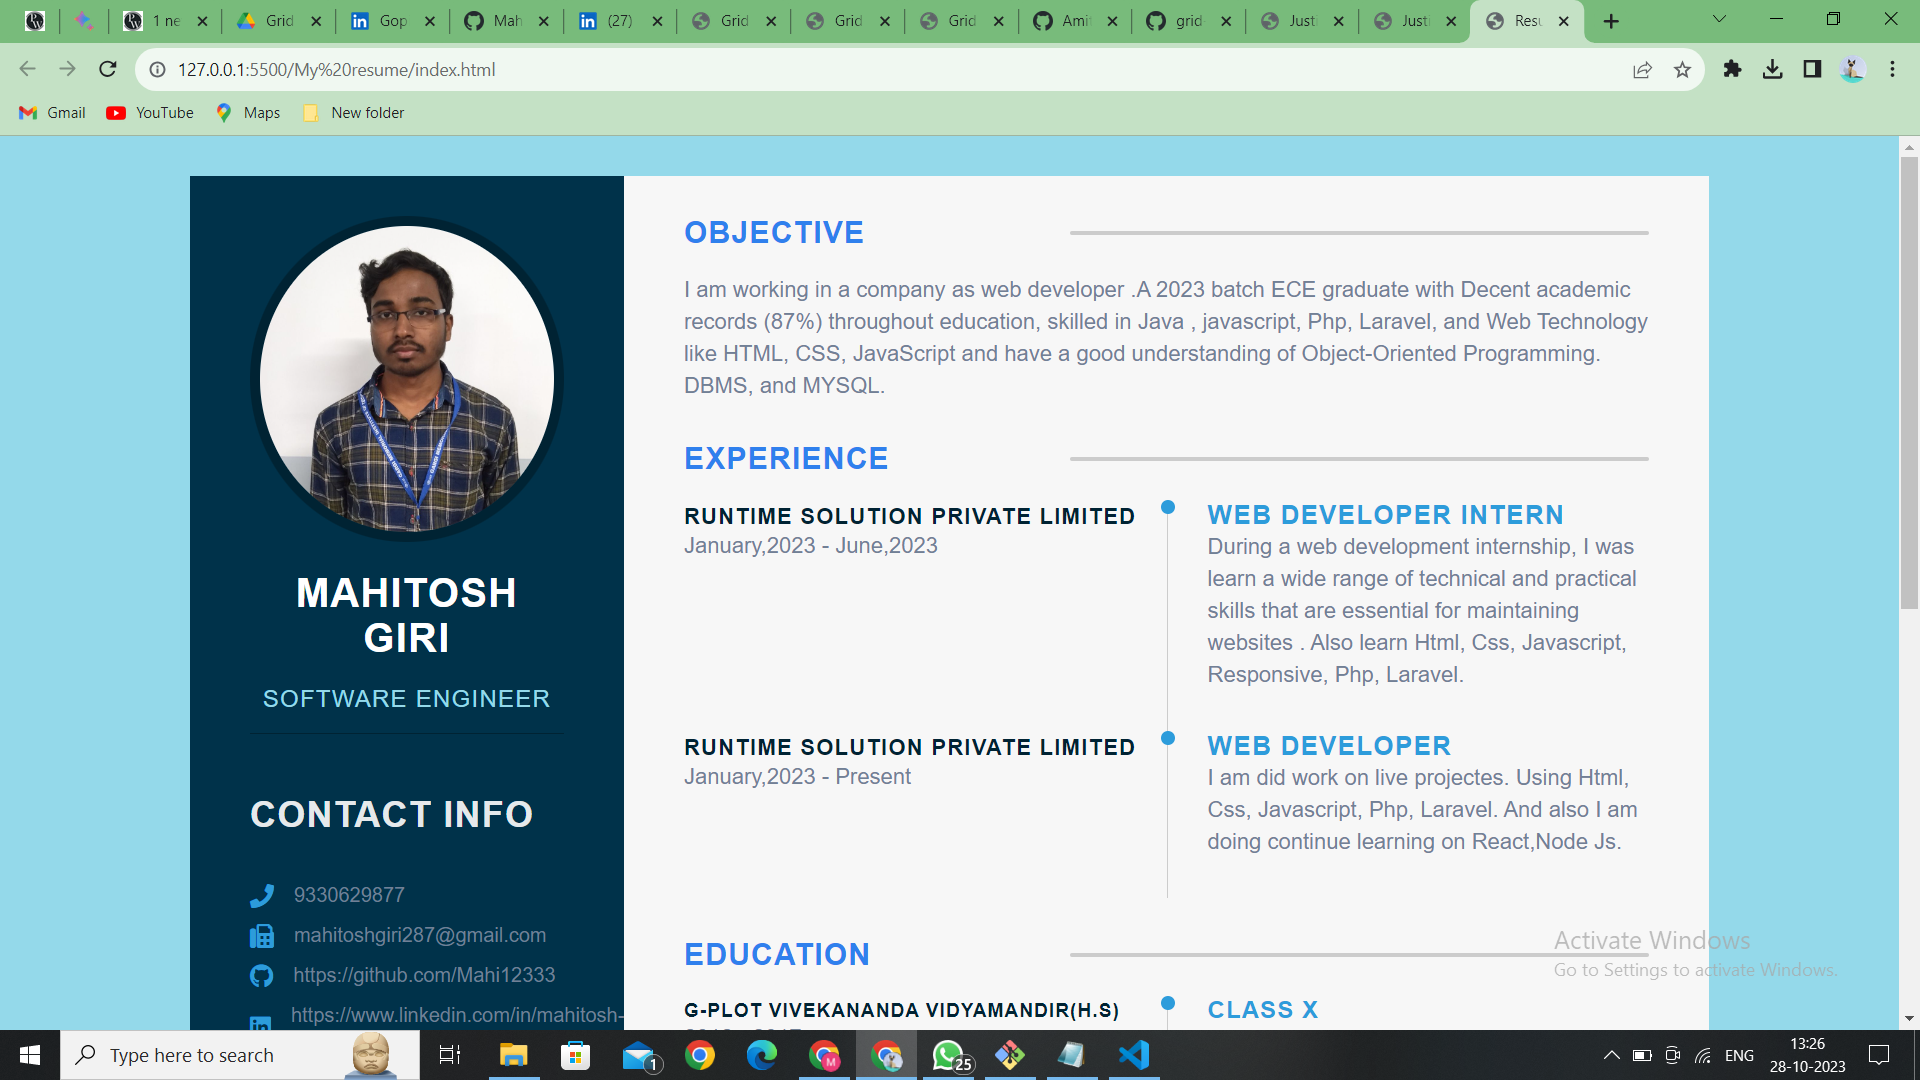 1 ne
Grid
Gop
Mah
(27)
Grid
Grid
Grid
Ami
grid
Justi
Justi
Resu
127.0.0.1:5500/My%20resume/index.html
Gmail
YouTube
Maps
New folder
MAHITOSH
GIRI
SOFTWARE ENGINEER
CONTACT INFO
9330629877
mahitoshgiri287@gmail.com
https://github.com/Mahi12333
https://www.linkedin.com/in/mahitosh-
OBJECTIVE
I am working in a company as web developer .A 2023 batch ECE graduate with Decent academic
records (87%) throughout education, skilled in Java , javascript, Php, Laravel, and Web Technology
like HTML, CSS, JavaScript and have a good understanding of Object-Oriented Programming.
DBMS, and MYSQL.
EXPERIENCE
RUNTIME SOLUTION PRIVATE LIMITED
January,2023 - June,2023
WEB DEVELOPER INTERN
During a web development internship, I was
learn a wide range of technical and practical
skills that are essential for maintaining
websites . Also learn Html, Css, Javascript,
Responsive, Php, Laravel.
RUNTIME SOLUTION PRIVATE LIMITED
January,2023 - Present
WEB DEVELOPER
I am did work on live projectes. Using Html,
Css, Javascript, Php, Laravel. And also I am
doing continue learning on React,Node Js.
EDUCATION
G-PLOT VIVEKANANDA VIDYAMANDIR(H.S)
CLASS X
Activate Windows
Go to Settings to activate Windows.
Type here to search
1
M
25
ENG
13:26
28-10-2023